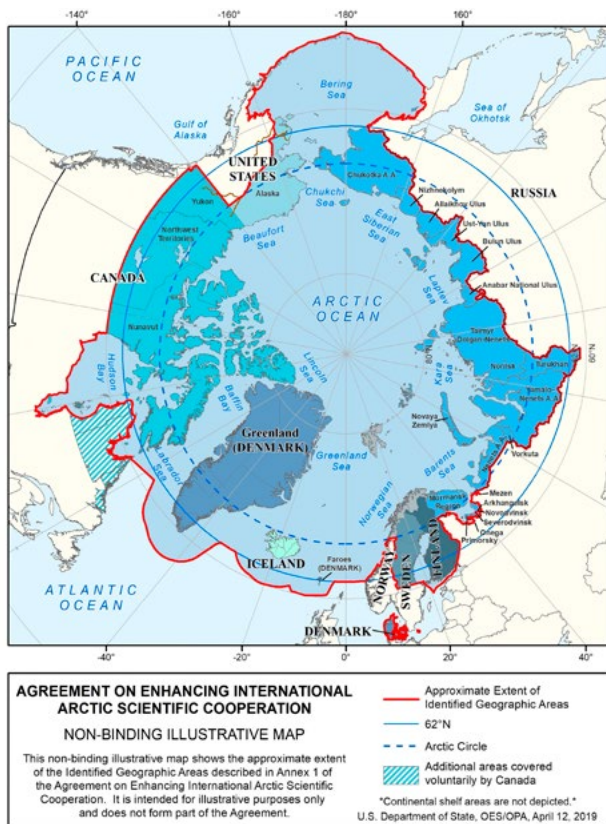 -140°
-160°
-180°
160°
140°
PACIFIC
OCEAN
Bering
Sea
Sea of
Okhotsk
Gulf of
Alaska
UNITED
STATES
Alaska
Chukchi
Sea
Chukotka A.A.
Nizhnekolym
Allaikhov Ulus
Ust-Yan Ulus
Bulun Ulus
Anabar National Ulus
RUSSIA
East
Siberian
Sea
Laptev
Sea
Yukon
Northwest
Territories
Beaufort
Sea
CANADA
Nunavut
ARCTIC
OCEAN
80°N
60°N
Taimyr
Dolgan-Nenets
Norilsk
Turukhan
Yamalo-
Nenets A.A.
Kara
Sea
Hudson
Bay
Baffin
Bay
Lincoln
Sea
Novaya
Zemlya
Labrador
Sea
Greenland
(DENMARK)
Greenland
Sea
Barents
Sea
Vorkuta
Norwegian
Sea
Murmansk
Region
Mezen
Arkhangelsk
Novodvinsk
Severodvinsk
Onega
Primorsky
ICELAND
Faroes
(DENMARK)
NORWAY
SWEDEN
FINLAND
ATLANTIC
OCEAN
DENMARK
-40°
-20°
0°
20°
40°
AGREEMENT ON ENHANCING INTERNATIONAL
ARCTIC SCIENTIFIC COOPERATION
NON-BINDING ILLUSTRATIVE MAP
This non-binding illustrative map shows the approximate extent
of the Identified Geographic Areas described in Annex 1 of
the Agreement on Enhancing International Arctic Scientific
Cooperation. It is intended for illustrative purposes only
and does not form part of the Agreement.
Approximate Extent of
Identified Geographic Areas
62°N
Arctic Circle
Additional areas covered
voluntarily by Canada
*Continental shelf areas are not depicted.*
U.S. Department of State, OES/OPA, April 12, 2019